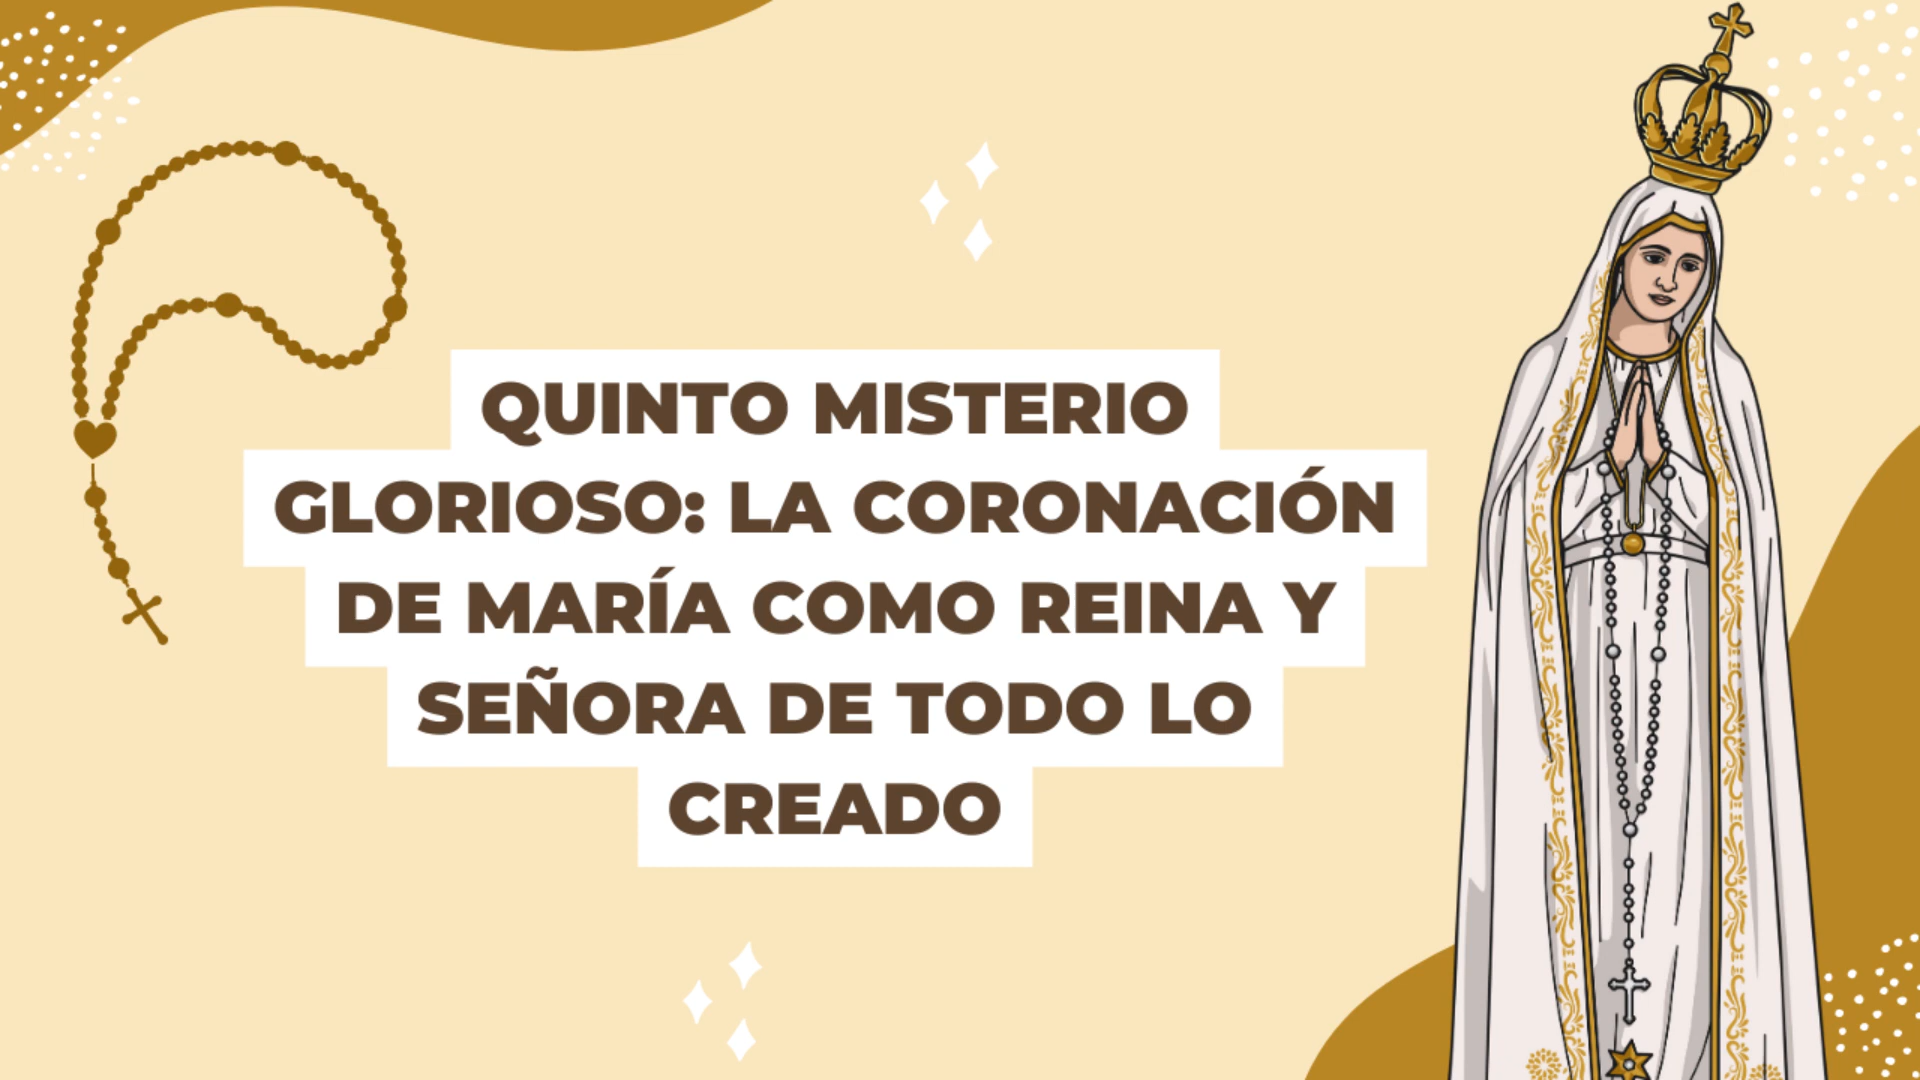 QUINTO MISTERIO
GLORIOSO: LA CORONACIÓN
DE MARÍA COMO REINA Y
SEÑORA DE TODO LO
CREADO